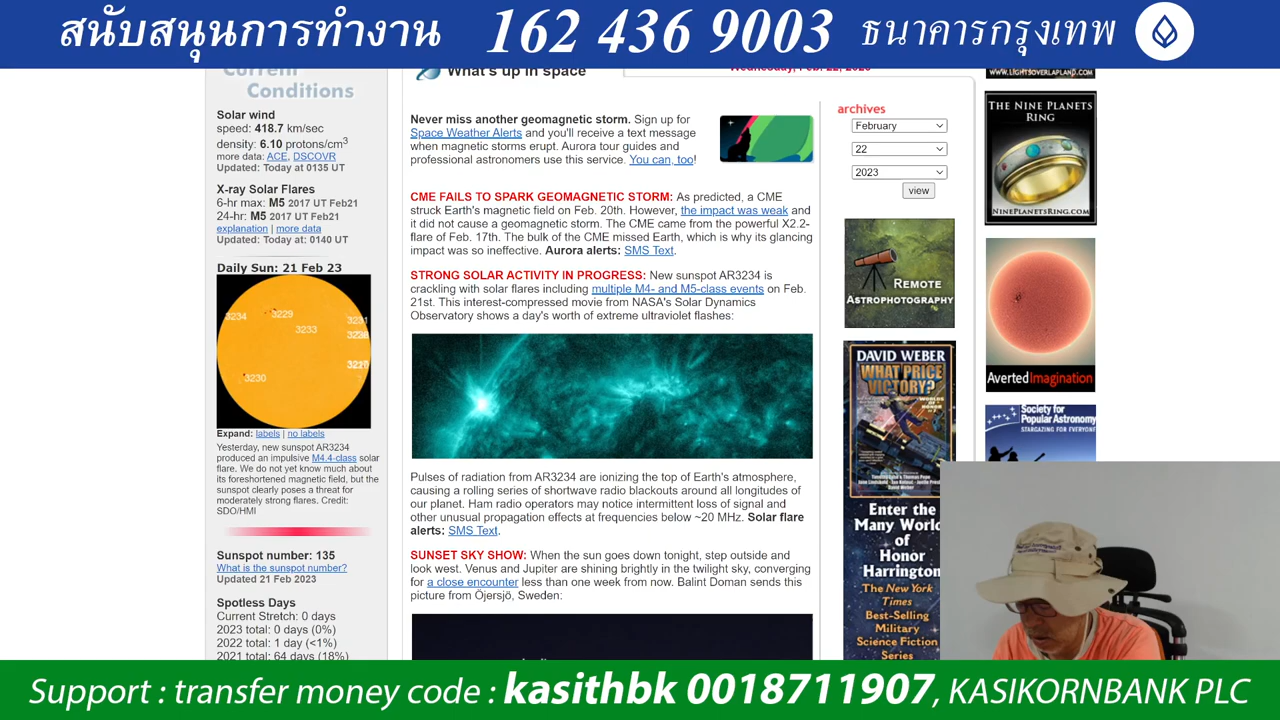 สนับสนุนการทำงาน 162 436 9003 ธนาคารกรุงเทพ
Current
Conditions
Solar wind
speed: 418.7 km/sec
density: 6.10 protons/cm3
more data: ACE, DSCOVR
Updated: Today at 0135 UT
X-ray Solar Flares
6-hr max: M5 2017 UT Feb21
24-hr: M5 2017 UT Feb21
explanation | more data
Updated: Today at: 0140 UT
Daily Sun: 21 Feb 23
3234
3229
3233
3231
3230
Expand: labels | no labels
Yesterday, new sunspot AR3234
produced an impulsive M4.4-class solar
flare. We do not yet know much about
its foreshortened magnetic field, but the
sunspot clearly poses a threat for
moderately strong flares. Credit:
SDO/HMI
Sunspot number: 135
What is the sunspot number?
Updated 21 Feb 2023
Spotless Days
Current Stretch: 0 days
2023 total: 0 days (0%)
2022 total: 1 day (<1%)
2021 total: 64 days (18%)
What's up in space
Wednesday, Feb. 22, 2023
Never miss another geomagnetic storm. Sign up for
Space Weather Alerts and you'll receive a text message
when magnetic storms erupt. Aurora tour guides and
professional astronomers use this service. You can, too!
CME FAILS TO SPARK GEOMAGNETIC STORM: As predicted, a CME
struck Earth's magnetic field on Feb. 20th. However, the impact was weak and
it did not cause a geomagnetic storm. The CME came from the powerful X2.2-
flare of Feb. 17th. The bulk of the CME missed Earth, which is why its glancing
impact was so ineffective. Aurora alerts: SMS Text.
STRONG SOLAR ACTIVITY IN PROGRESS: New sunspot AR3234 is
crackling with solar flares including multiple M4- and M5-class events on Feb.
21st. This interest-compressed movie from NASA's Solar Dynamics
Observatory shows a day's worth of extreme ultraviolet flashes:
Pulses of radiation from AR3234 are ionizing the top of Earth's atmosphere,
causing a rolling series of shortwave radio blackouts around all longitudes of
our planet. Ham radio operators may notice intermittent loss of signal and
other unusual propagation effects at frequencies below ~20 MHz. Solar flare
alerts: SMS Text.
SUNSET SKY SHOW: When the sun goes down tonight, step outside and
look west. Venus and Jupiter are shining brightly in the twilight sky, converging
for a close encounter less than one week from now. Balint Doman sends this
picture from Öjersjö, Sweden:
archives
February
22
2023
view
REMOTE
ASTROPHOTOGRAPHY
DAVID WEBER
WHAT PRICE
VICTORY?
Enter the
Many World
of
Honor
Harrington
The New York
Times
Best-Selling
Military
Science Fiction
Series
WWW.LIGHTSOVERLAPLAND.COM
THE NINE PLANETS
RING
NINEPLANETSRING.COM
AvertedImagination
Society for
Popular Astronomy
STARGAZING FOR EVERYONE
Support : transfer money code : kasithbk 0018711907, KASIKORNBANK PLC